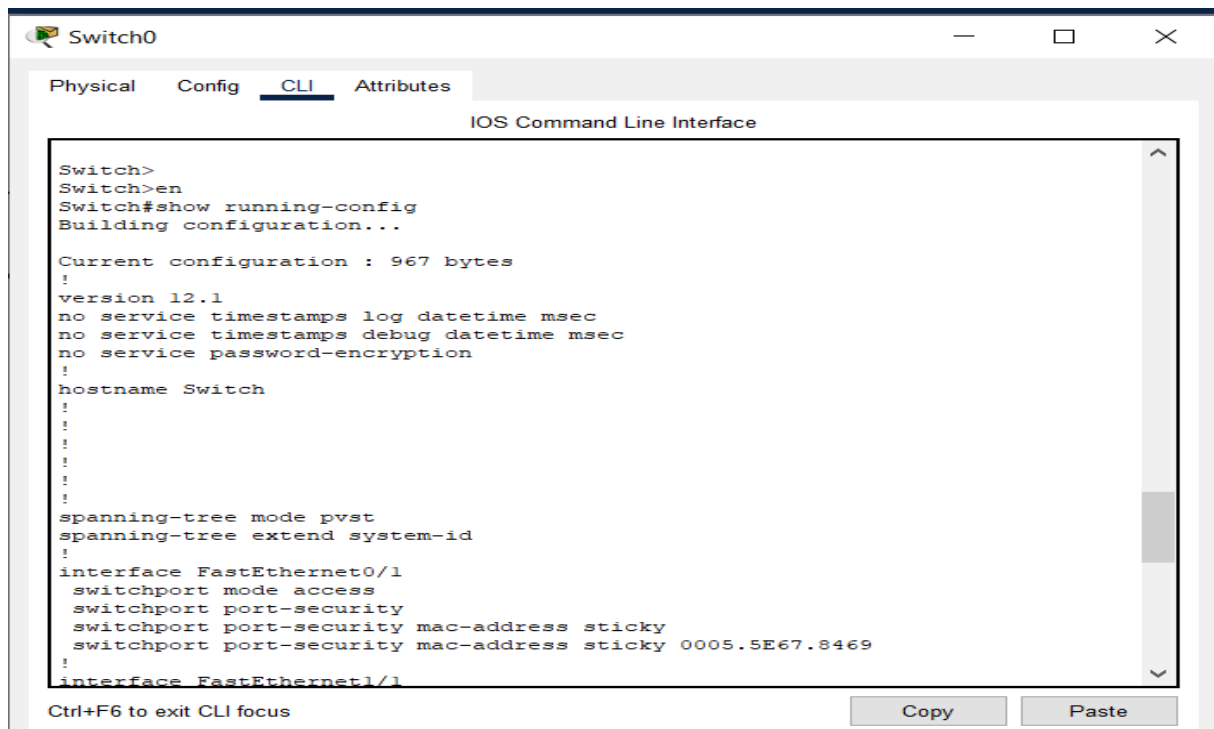 Switch0
Physical Config CLI Attributes
IOS Command Line Interface
Switch>
Switch>en
Switch#show running-config
Building configuration...
Current configuration : 967 bytes
!
version 12.1
no service timestamps log datetime msec
no service timestamps debug datetime msec
no service password-encryption
!
hostname Switch
!
!
!
!
!
!
spanning-tree mode pvst
spanning-tree extend system-id
!
interface FastEthernet0/1
switchport mode access
switchport port-security
switchport port-security mac-address sticky
switchport port-security mac-address sticky 0005.5E67.8469
!
interface FastEthernet1/1
Ctrl+F6 to exit CLI focus Copy Paste